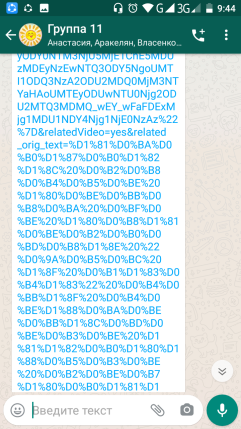 G 3G 9:44
Группа 11
Анастасия, Аракелян, Власенко...
zMDEyNzEwNTQ3ODY5NgoUMT
I1ODQ3NzA2ODU2MDQ0MjM3NT
YaHAoUMTEyODUwNTU0Njg2OD
U2MTQ3MDMQ_wEY_wFaFDExM
jg1MDU1NDY4Njg1NjE0NzAz%22
%7D&relatedVideo=yes&related
_orig_text=%D1%81%D0%BA%D0
%B0%D1%87%D0%B0%D1%82
%D1%8C%20%D0%B2%D0%B8
%D0%B4%D0%B5%D0%BE%20
%D1%80%D0%BE%D0%BB%D0
%B8%D0%BA%20%D0%BF%D0
%BE%20%D1%80%D0%B8%D1%81
%D0%BE%D0%B2%D0%B0%D0
%BD%D0%B8%D1%8E%20%22
%D0%9A%D0%B5%D0%BC%20
%D1%8F%20%D0%B1%D1%83%D0
%B4%D1%83%22%20%D0%B4%D0
%BB%D1%8F%20%D0%B4%D0
%BE%D1%88%D0%BA%D0%BE
%D0%BB%D1%8C%D0%BD%D0
%BE%D0%B3%D0%BE%20%D1
%81%D1%82%D0%B0%D1%80%D1
%88%D0%B5%D0%B3%D0%BE
%20%D0%B2%D0%BE%D0%B7
%D1%80%D0%B0%D1%81%D1
Введите текст